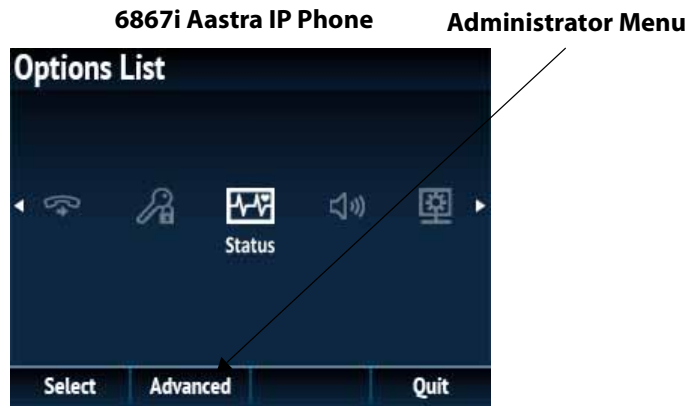 6867i Aastra IP Phone Administrator Menu
Options List
Status
Select Advanced Quit